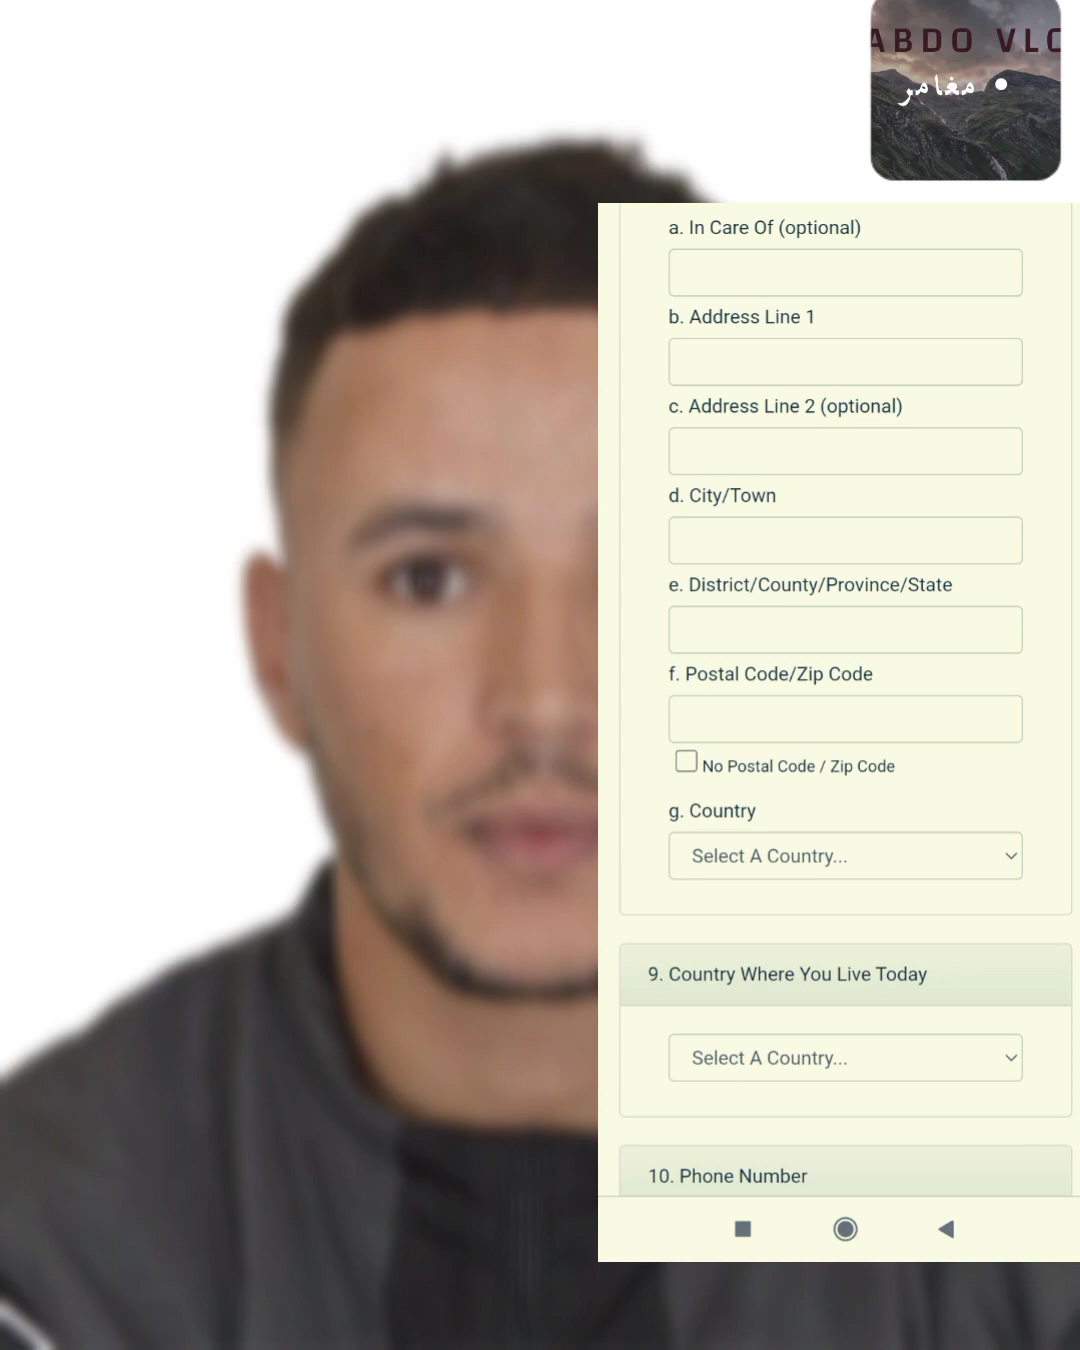 ABDO VLO
مغامر •
a. In Care Of (optional)
b. Address Line 1
c. Address Line 2 (optional)
d. City/Town
e. District/County/Province/State
f. Postal Code/Zip Code
No Postal Code / Zip Code
g. Country
Select A Country...
9. Country Where You Live Today
Select A Country...
10. Phone Number